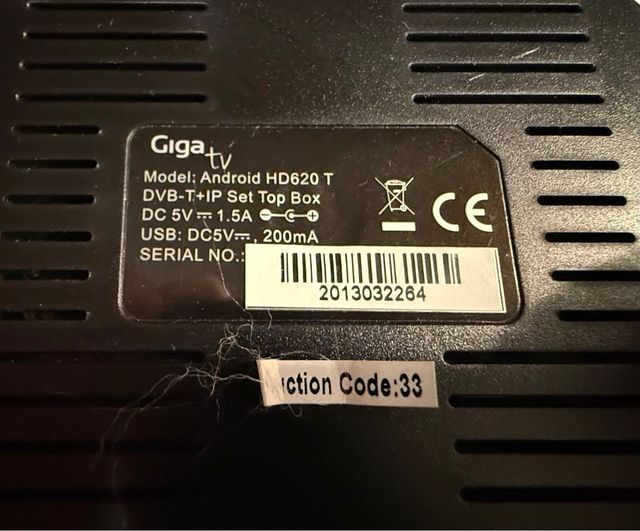 Giga tv
Model: Android HD620 T
DVB-T+IP Set Top Box
DC 5V⎓ 1.5A
USB: DC5V⎓, 200mA
SERIAL NO.:
CE
2013032264
ction Code:33